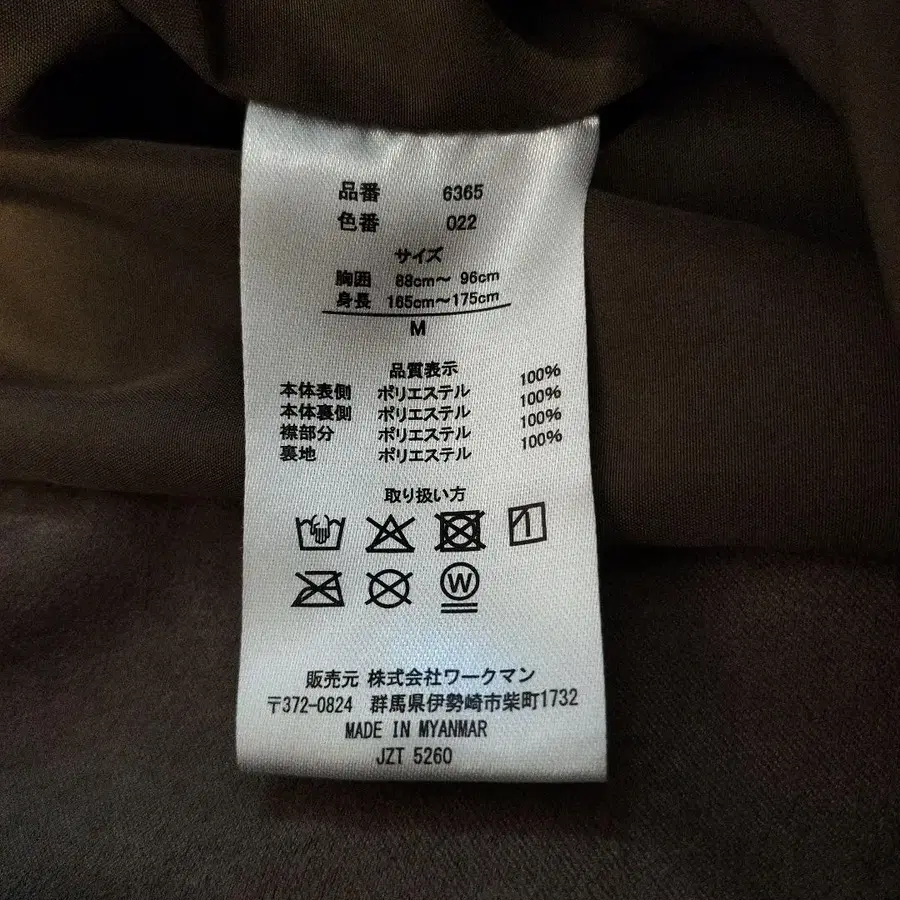 品番 6365
色番 022
サイズ
胸囲 88cm～ 96cm
身長 165cm～175cm
M
品質表示
本体表側 ポリエステル 100%
本体裏側 ポリエステル 100%
襟部分 ポリエステル 100%
裏地 ポリエステル 100%
取り扱い方
W
販売元 株式会社ワークマン
〒372-0824 群馬県伊勢崎市柴町1732
MADE IN MYANMAR
JZT 5260